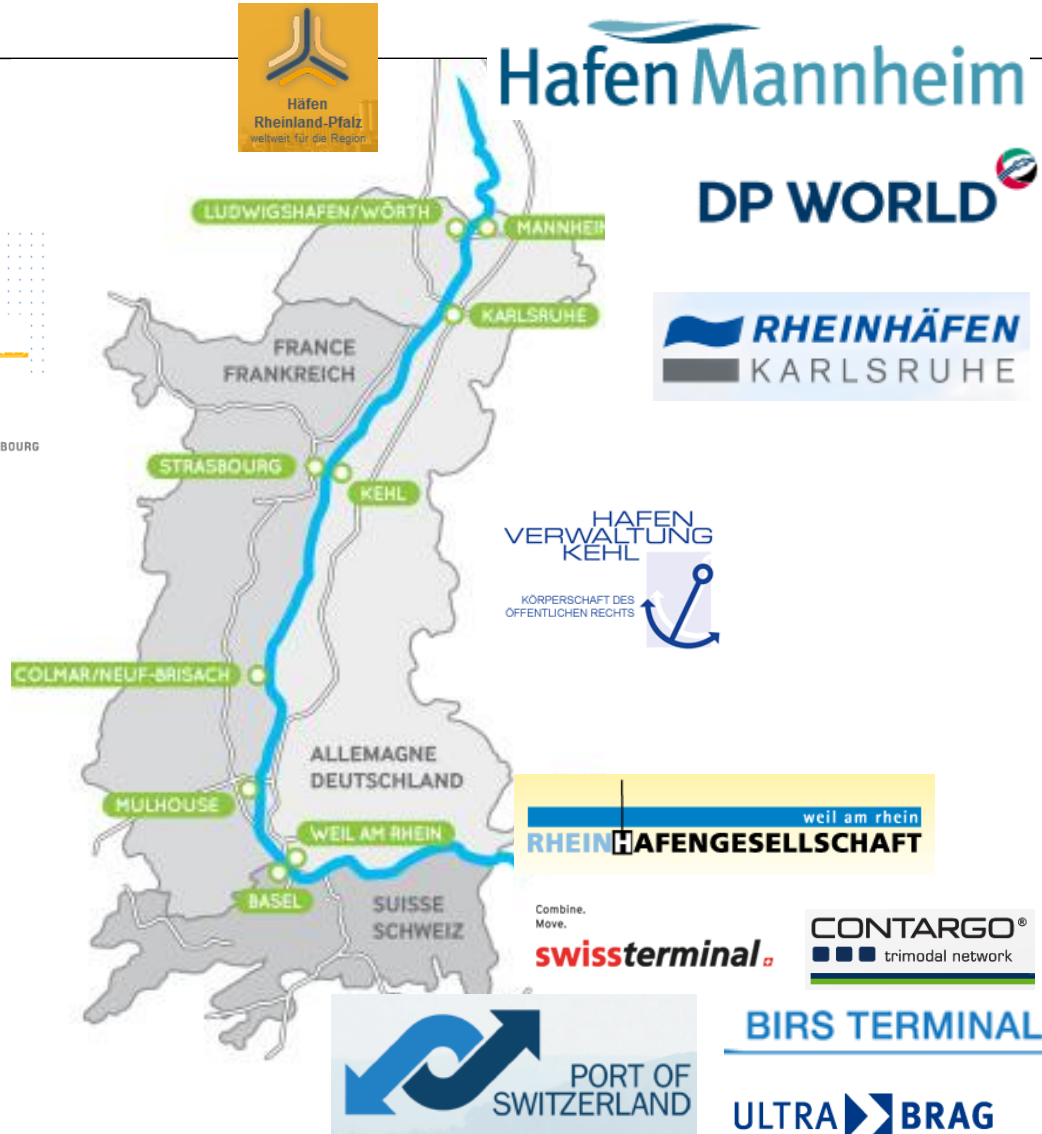 Häfen
Rheinland-Pfalz
weltweit für die Region
Hafen Mannheim
DP WORLD
LUDWIGSHAFEN/WÖRTH
MANNHEIM
KARLSRUHE
RHEINHÄFEN
KARLSRUHE
FRANCE
FRANKREICH
BOURG
STRASBOURG
KEHL
HAFEN
VERWALTUNG
KEHL
KÖRPERSCHAFT DES
ÖFFENTLICHEN RECHTS
COLMAR/NEUF-BRISACH
ALLEMAGNE
DEUTSCHLAND
MULHOUSE
WEIL AM RHEIN
weil am rhein
RHEINHAFENGESELLSCHAFT
BASEL
SUISSE
SCHWEIZ
Combine.
Move.
swissterminal
CONTARGO®
trimodal network
PORT OF
SWITZERLAND
BIRS TERMINAL
ULTRA BRAG